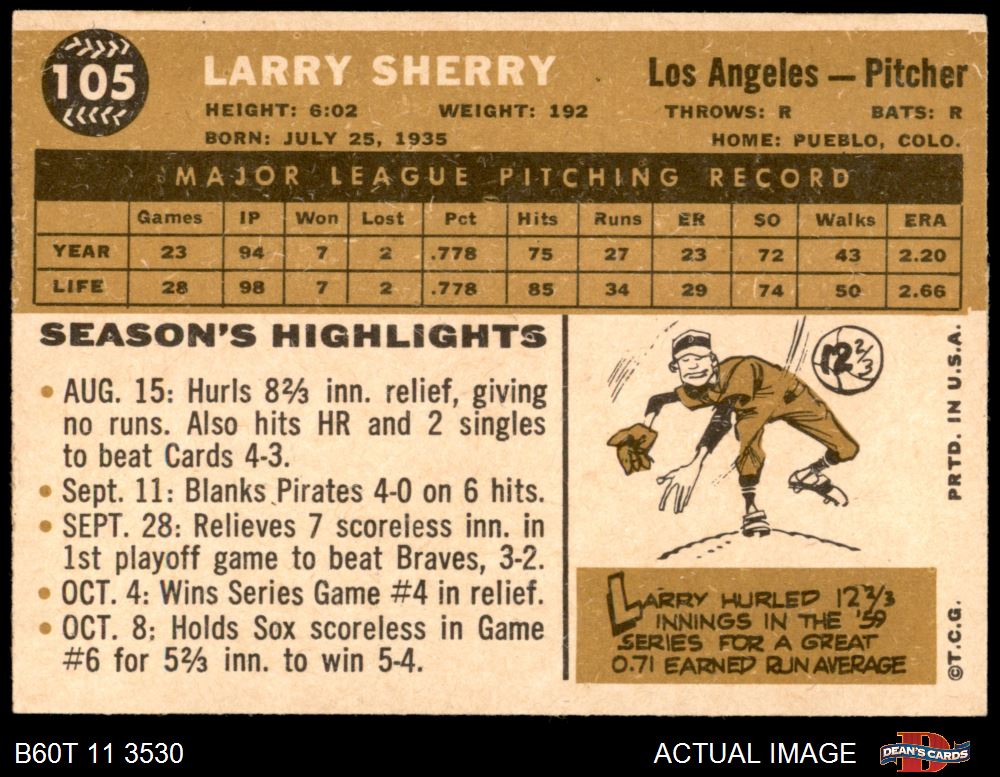 105
LARRY SHERRY
Los Angeles — Pitcher
HEIGHT: 6:02 WEIGHT: 192 THROWS: R BATS: R
BORN: JULY 25, 1935 HOME: PUEBLO, COLO.
MAJOR LEAGUE PITCHING RECORD
Games IP Won Lost Pct Hits Runs ER SO Walks ERA
YEAR 23 94 7 2 .778 75 27 23 72 43 2.20
LIFE 28 98 7 2 .778 85 34 29 74 50 2.66
SEASON'S HIGHLIGHTS
• AUG. 15: Hurls 8⅔ inn. relief, giving
no runs. Also hits HR and 2 singles
to beat Cards 4-3.
• Sept. 11: Blanks Pirates 4-0 on 6 hits.
• SEPT. 28: Relieves 7 scoreless inn. in
1st playoff game to beat Braves, 3-2.
• OCT. 4: Wins Series Game #4 in relief.
• OCT. 8: Holds Sox scoreless in Game
#6 for 5⅔ inn. to win 5-4.
12⅔
LARRY HURLED 12⅔
INNINGS IN THE '59
SERIES FOR A GREAT
0.71 EARNED RUN AVERAGE
©T.C.G. PRTD. IN U.S.A.
B60T 11 3530 ACTUAL IMAGE
DEAN'S CARDS